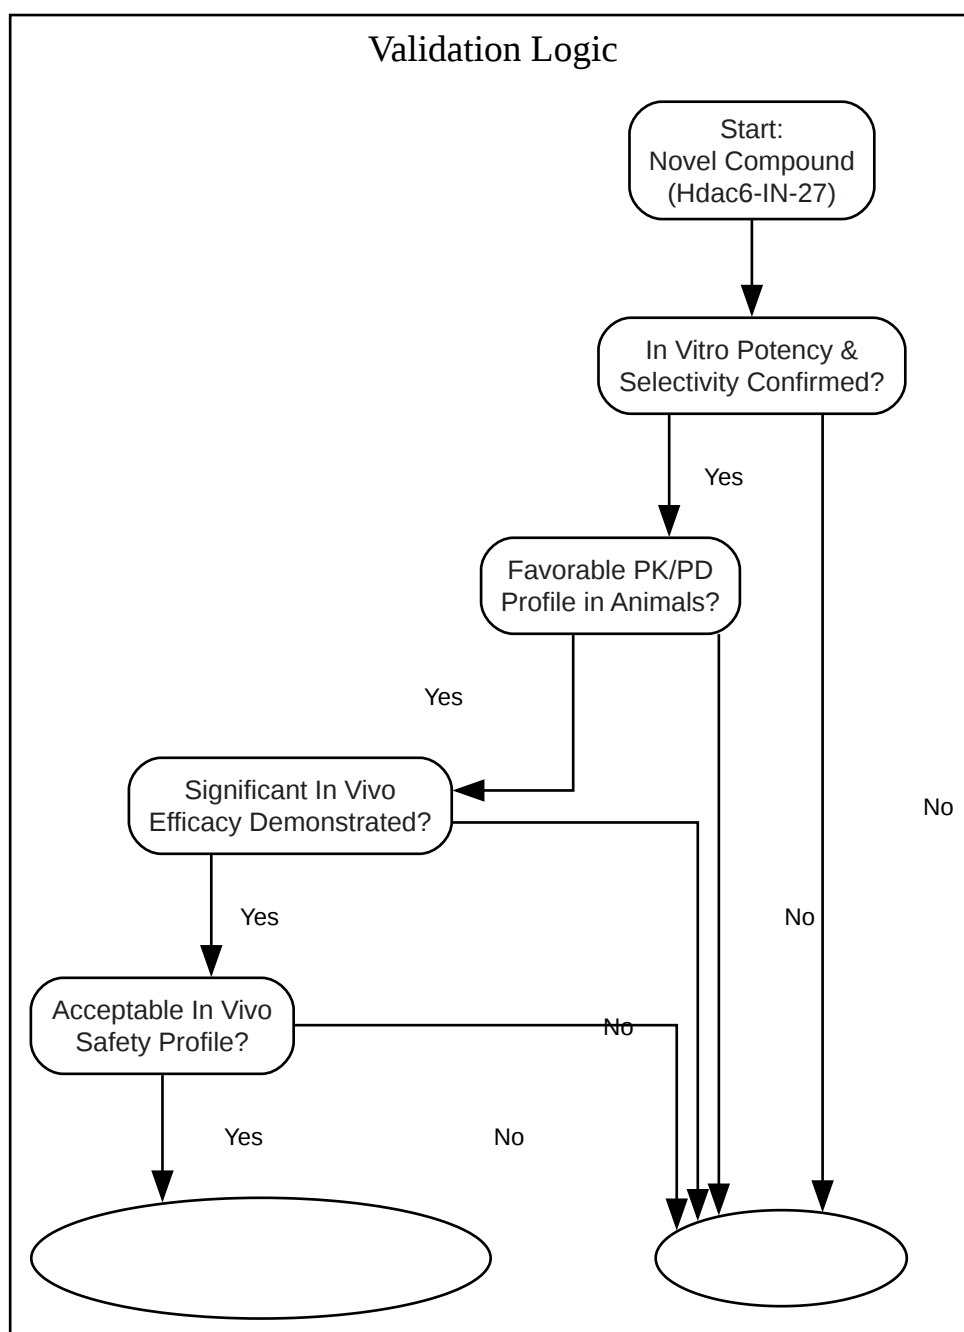 Validation Logic
Start:
Novel Compound
(Hdac6-IN-27)
In Vitro Potency &
Selectivity Confirmed?
Yes
Favorable PK/PD
Profile in Animals?
Yes
Significant In Vivo
Efficacy Demonstrated?
No
Yes
No
Acceptable In Vivo
Safety Profile?
No
Yes
No